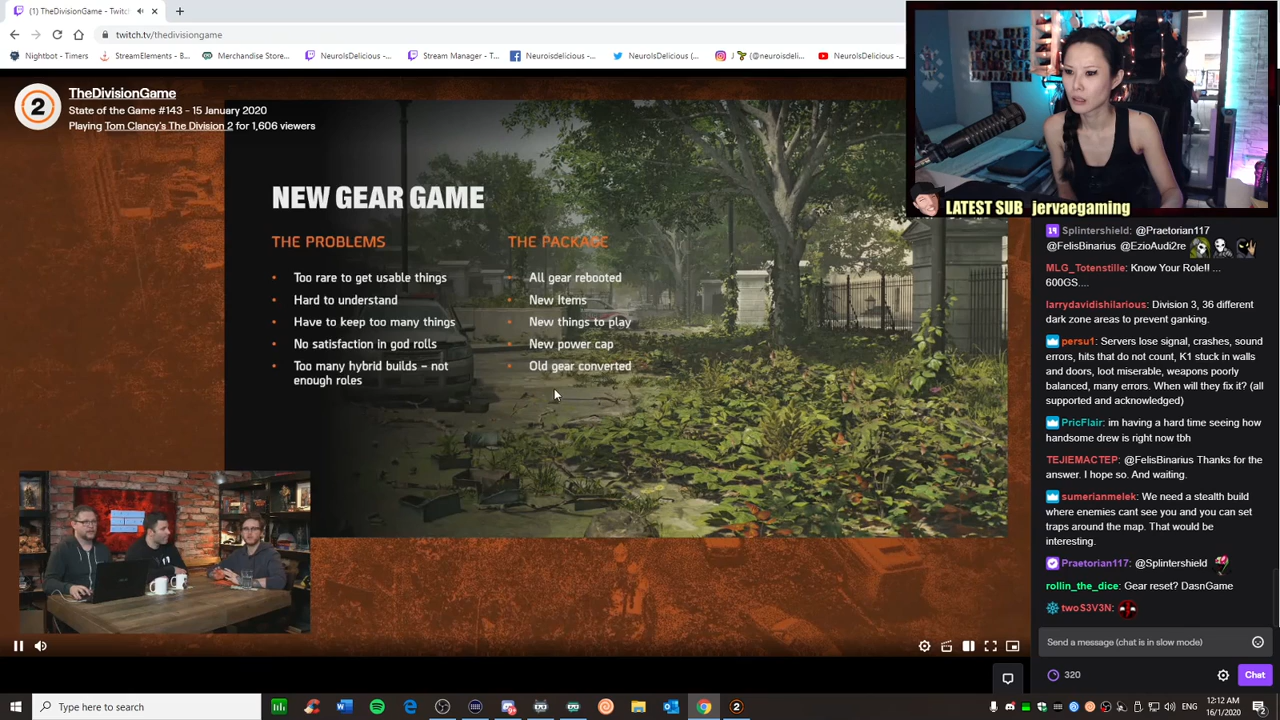 (1) TheDivisionGame - Twitc
twitch.tv/thedivisiongame
Nightbot - Timers
StreamElements - B...
Merchandise Store...
NeuroIsDelicious -...
Stream Manager - T...
NeuroisDelicious -...
NeuroIsDelicious (...
(@neuroisdeli...
NeuroIsDelicious -...
2
TheDivisionGame
State of the Game #143 - 15 January 2020
Playing Tom Clancy's The Division 2 for 1,606 viewers
LATEST SUB jervaegaming
NEW GEAR GAME
THE PROBLEMS
• Too rare to get usable things
• Hard to understand
• Have to keep too many things
• No satisfaction in god rolls
• Too many hybrid builds – not
enough roles
THE PACKAGE
• All gear rebooted
• New Items
• New things to play
• New power cap
• Old gear converted
Splintershield: @Praetorian117
@FelisBinarius @EzioAudi2re
MLG_Totenstille: Know Your Role!! ...
600GS....
larrydavidishilarious: Division 3, 36 different
dark zone areas to prevent ganking.
persu1: Servers lose signal, crashes, sound
errors, hits that do not count, K1 stuck in walls
and doors, loot miserable, weapons poorly
balanced, many errors. When will they fix it? (all
supported and acknowledged)
PricFlair: im having a hard time seeing how
handsome drew is right now tbh
TEJIEMACTEP: @FelisBinarius Thanks for the
answer. I hope so. And waiting.
sumerianmelek: We need a stealth build
where enemies cant see you and you can set
traps around the map. That would be
interesting.
Praetorian117: @Splintershield
rollin_the_dice: Gear reset? DasnGame
twoS3V3N:
Send a message (chat is in slow mode)
320
Chat
Type here to search
ENG
12:12 AM
16/1/2020